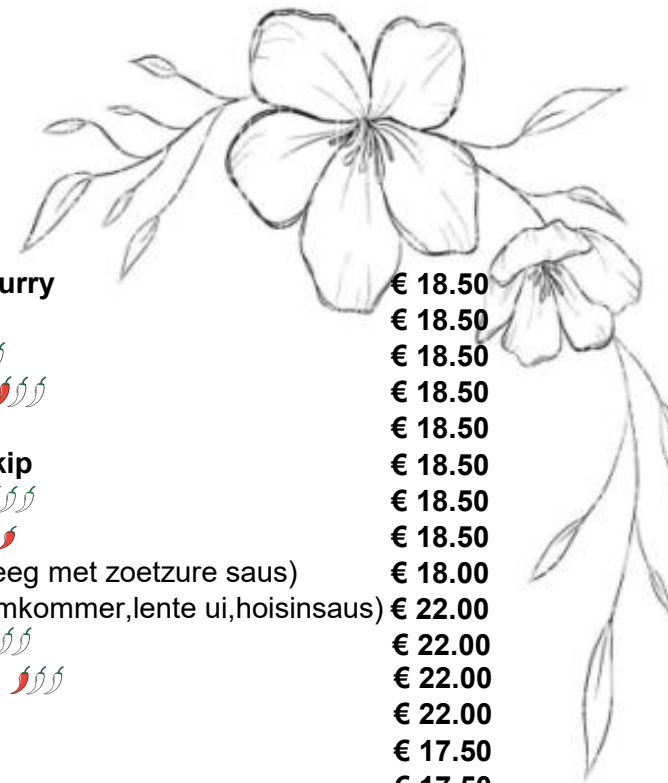 urry € 18.50
€ 18.50
€ 18.50
€ 18.50
€ 18.50
kip € 18.50
€ 18.50
€ 18.50
eeg met zoetzure saus) € 18.00
mkommer,lente ui,hoisinsaus) € 22.00
€ 22.00
€ 22.00
€ 22.00
€ 17.50
€ 17.50